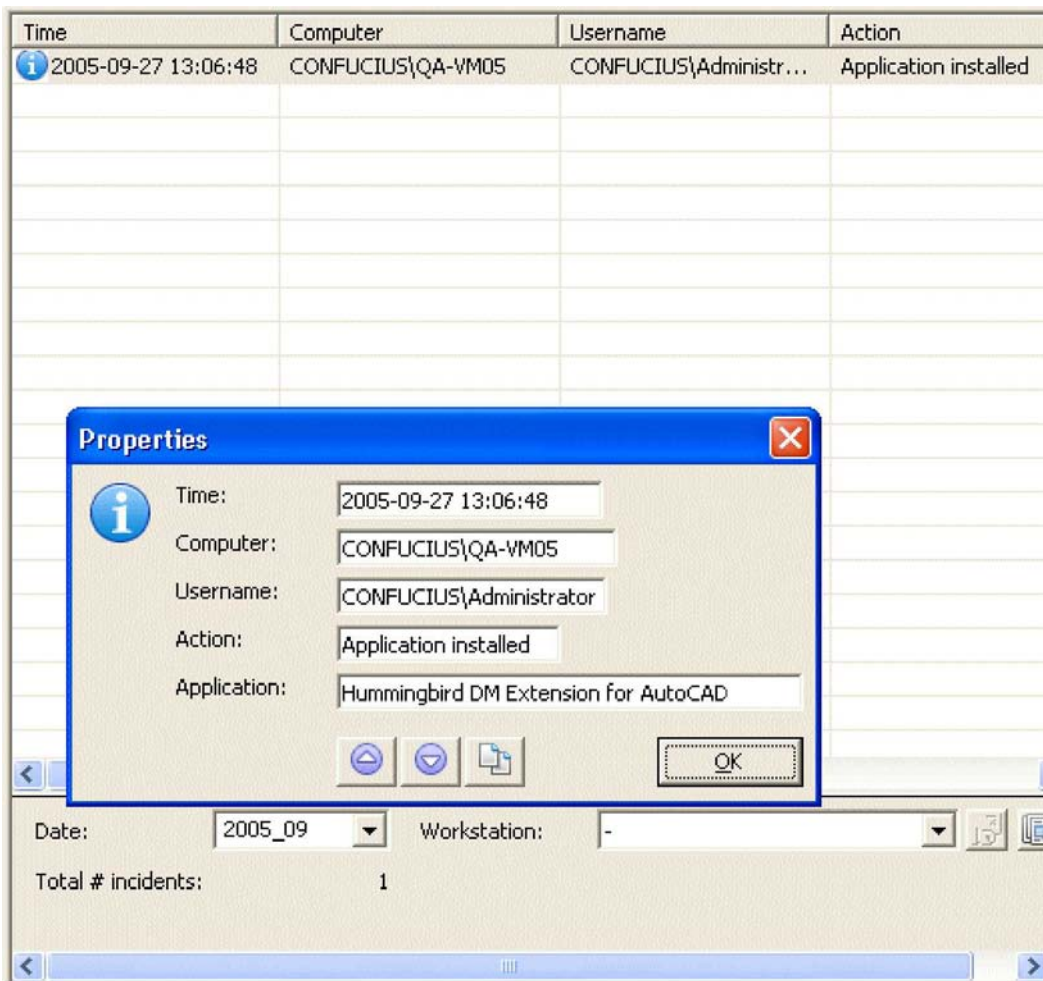 Time Computer Username Action
2005-09-27 13:06:48 CONFUCIUS\QA-VM05 CONFUCIUS\Administr... Application installed
Properties
Time: 2005-09-27 13:06:48
Computer: CONFUCIUS\QA-VM05
Username: CONFUCIUS\Administrator
Action: Application installed
Application: Hummingbird DM Extension for AutoCAD
OK
Date: 2005_09 Workstation: -
Total # incidents: 1